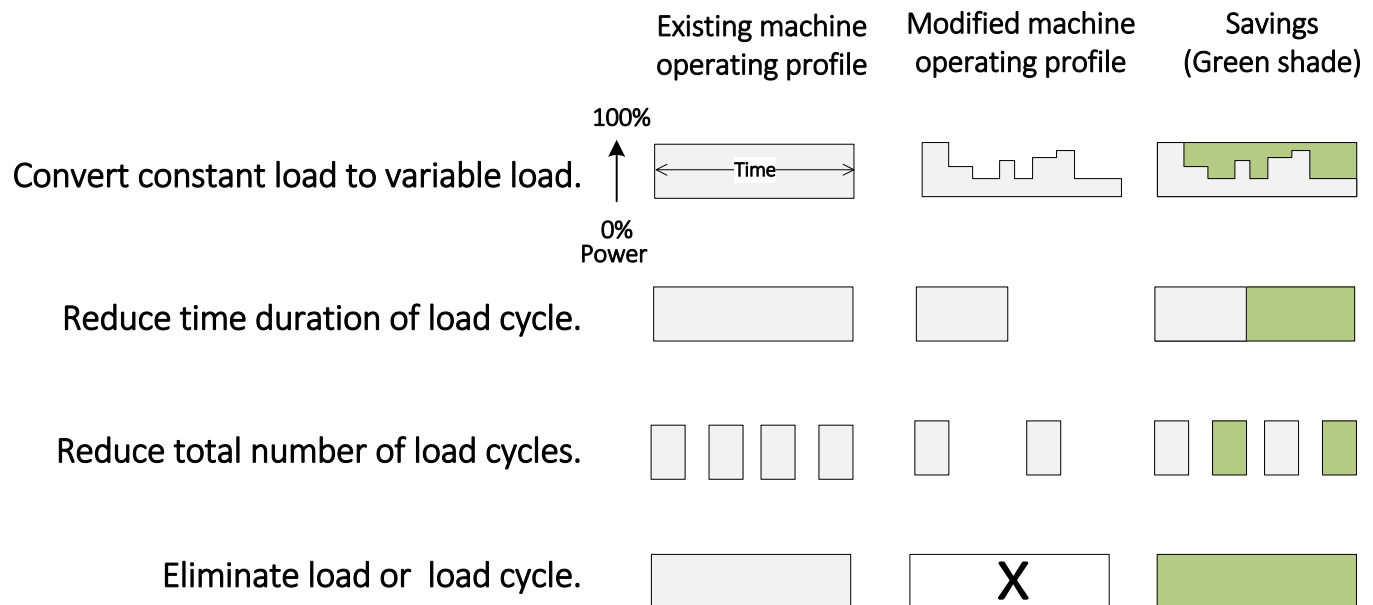 Existing machine
operating profile
Modified machine
operating profile
Savings
(Green shade)
100%
Convert constant load to variable load.
Time
0%
Power
Reduce time duration of load cycle.
Reduce total number of load cycles.
Eliminate load or load cycle.
X